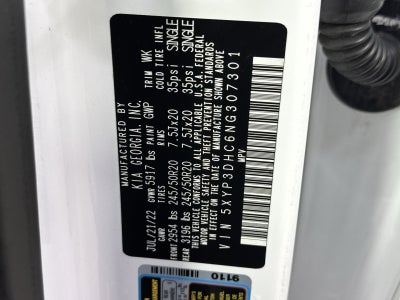 MANUFACTURED BY
KIA GEORGIA, INC.
JUL/21/22 GVWR 5917 lbs PAINT GWP TRIM WK
GAWR TIRES RIMS COLD TIRE INFL
FRONT 2954 lbs 245/50R20 7.5Jx20 35psi SINGLE
REAR 3196 lbs 245/50R20 7.5Jx20 35psi SINGLE
THIS VEHICLE CONFORMS TO ALL APPLICABLE U.S.A. FEDERAL
MOTOR VEHICLE SAFETY AND THEFT PREVENTION STANDARDS
IN EFFECT ON THE DATE OF MANUFACTURE SHOWN ABOVE
VIN 5XYP3DHC6NG307301
MPV
9110